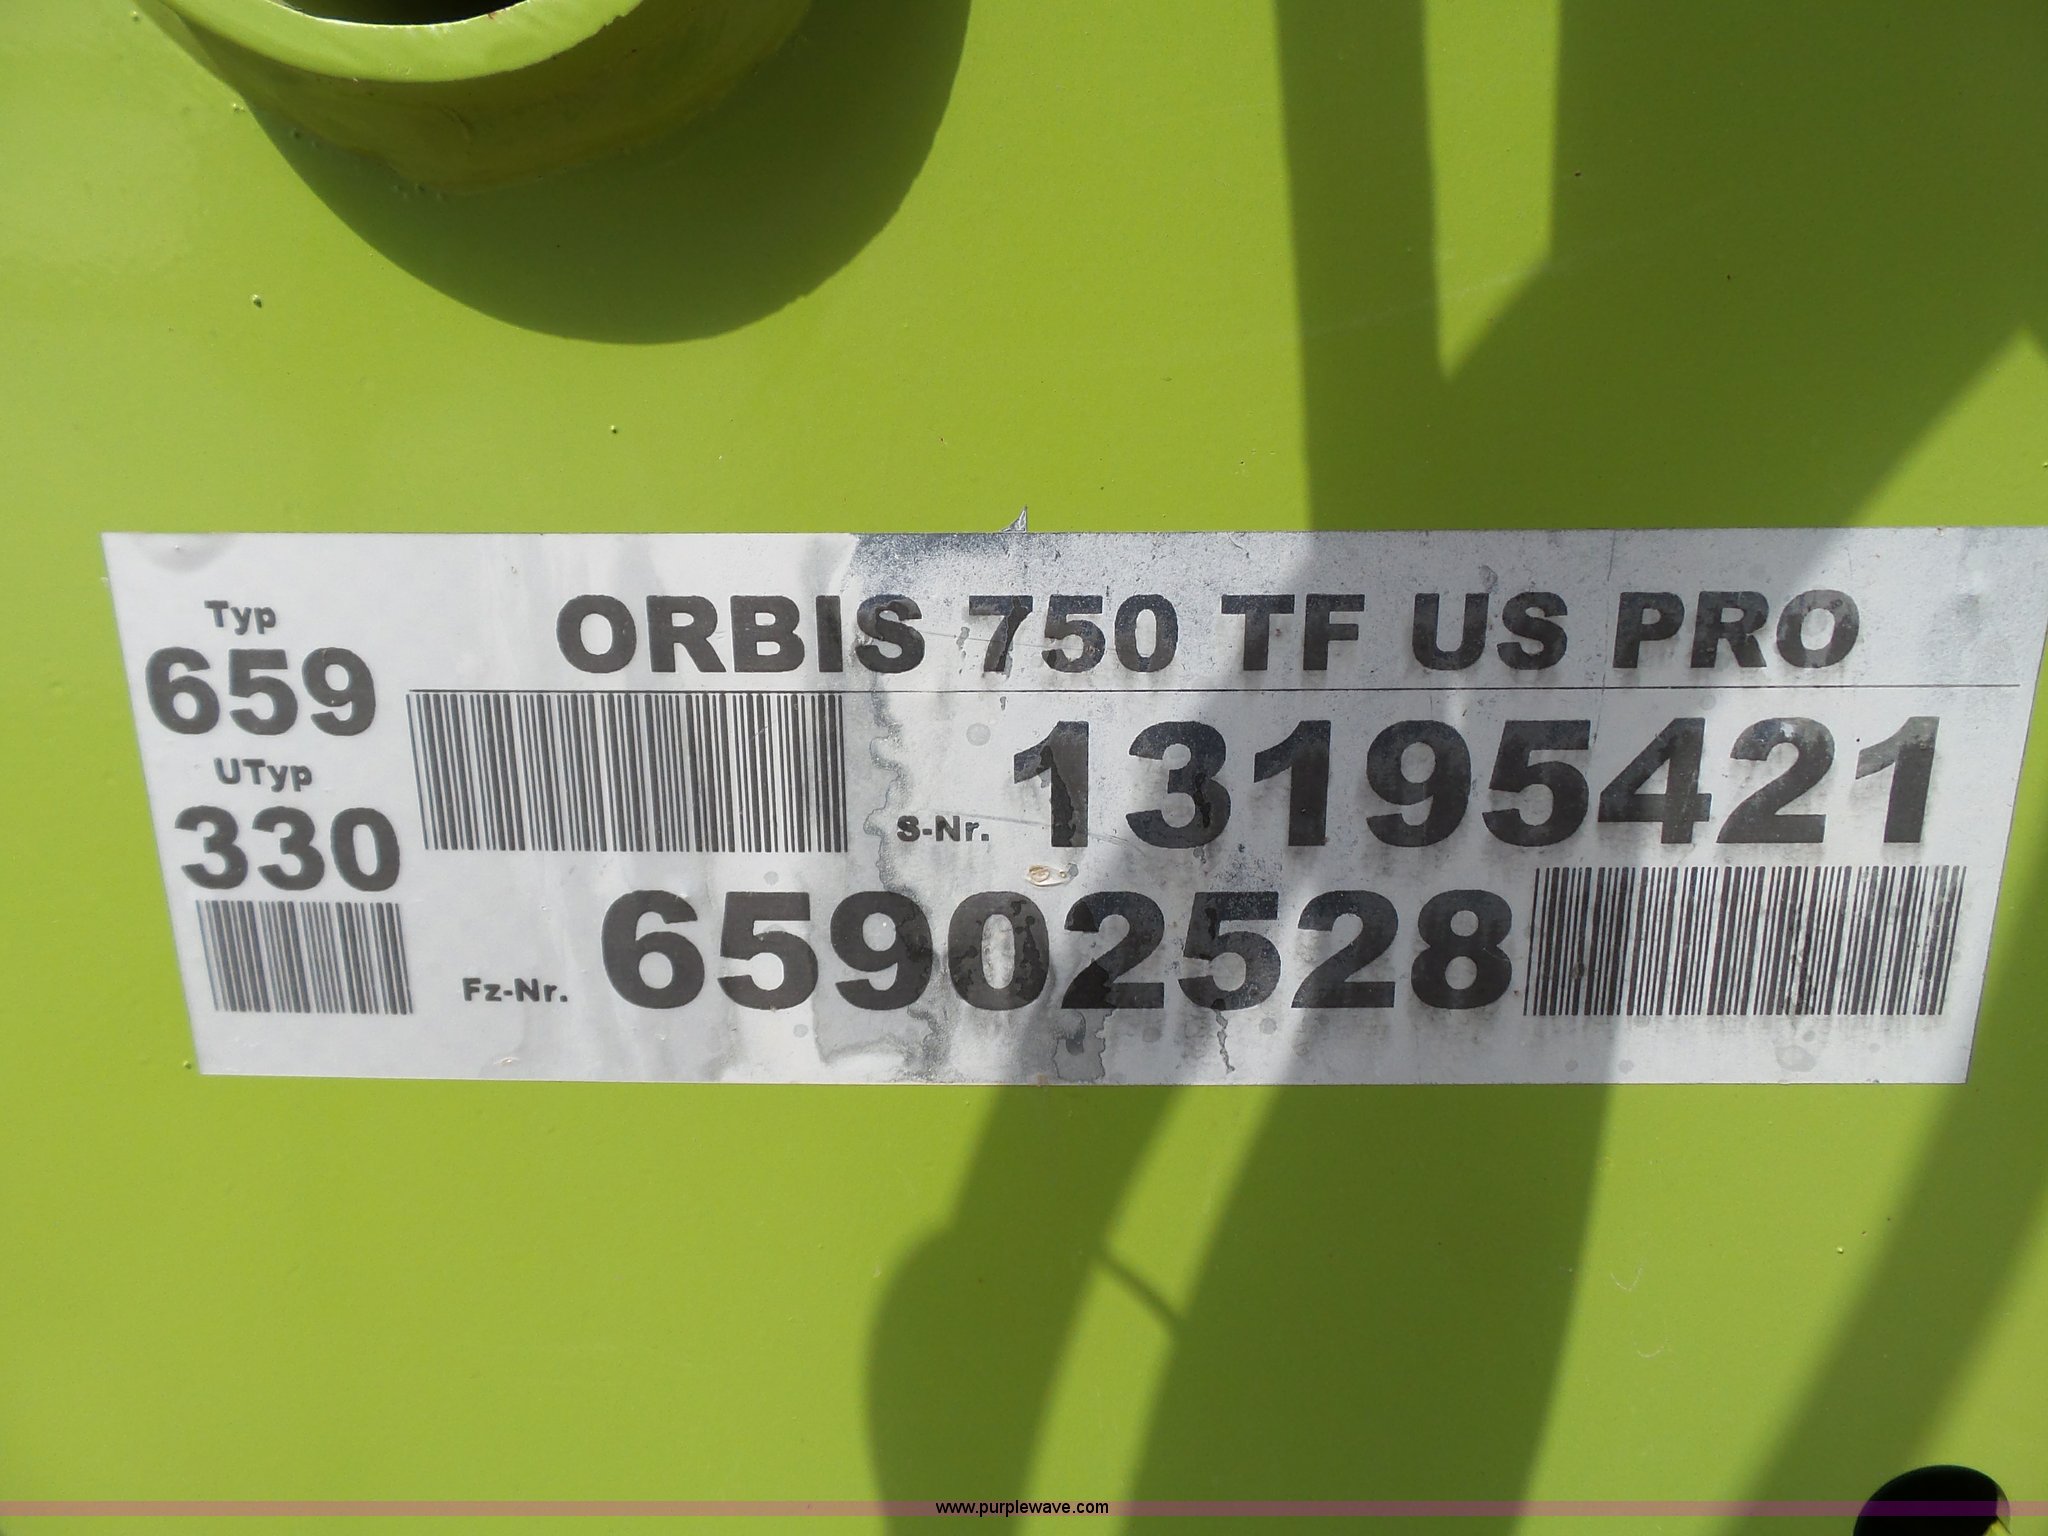 Typ
659
UTyp
330
ORBIS 750 TF US PRO
S-Nr. 13195421
Fz-Nr. 65902528
www.purplewave.com